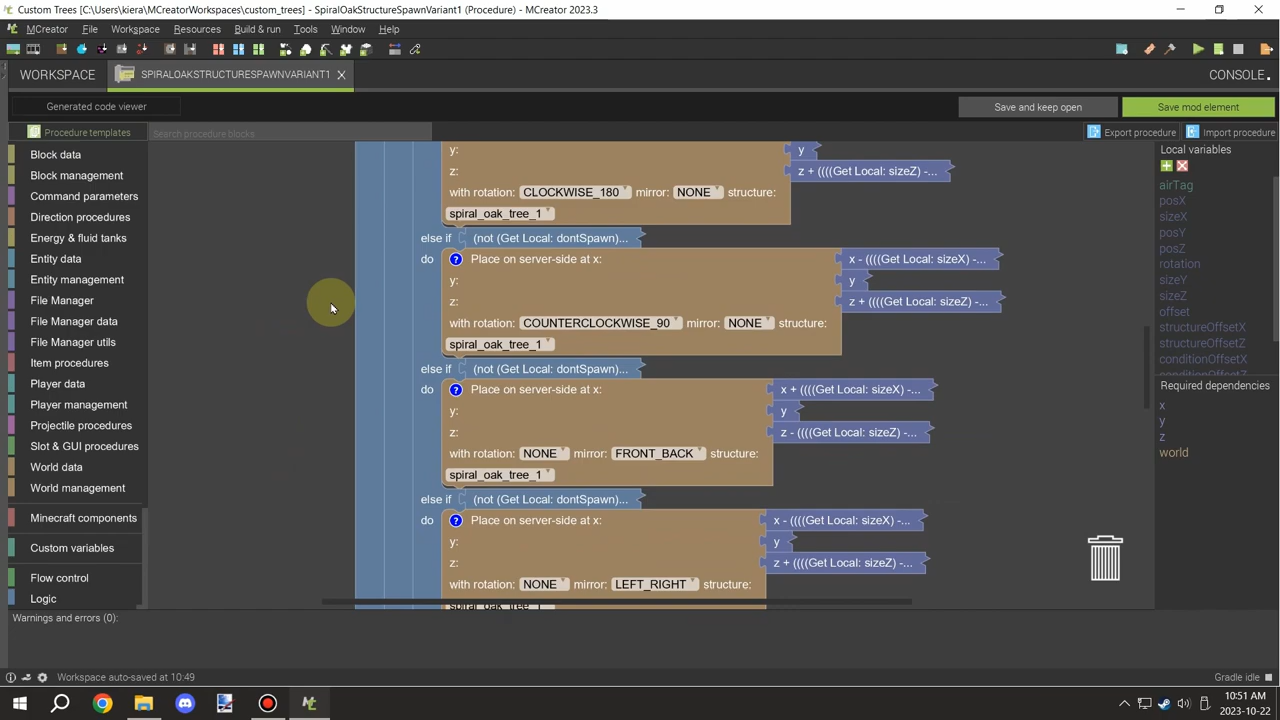 Custom Trees [C:\Users\kiera\MCreatorWorkspaces\custom_trees] - SpiralOakStructureSpawnVariant1 (Procedure) - MCreator 2023.3
MCreator File Workspace Resources Build & run Tools Window Help
WORKSPACE SPIRALOAKSTRUCTURESPAWNVARIANT1 CONSOLE
Generated code viewer Save and keep open Save mod element
Procedure templates Search procedure blocks Export procedure Import procedure
Block data
Block management
Command parameters
Direction procedures
Energy & fluid tanks
Entity data
Entity management
File Manager
File Manager data
File Manager utils
Item procedures
Player data
Player management
Projectile procedures
Slot & GUI procedures
World data
World management
Minecraft components
Custom variables
Flow control
Logic
y: y
z: z + ((((Get Local: sizeZ) -...
with rotation: CLOCKWISE_180 mirror: NONE structure:
spiral_oak_tree_1
else if (not (Get Local: dontSpawn)...
do ? Place on server-side at x: x - ((((Get Local: sizeX) -...
y: y
z: z + ((((Get Local: sizeZ) -...
with rotation: COUNTERCLOCKWISE_90 mirror: NONE structure:
spiral_oak_tree_1
else if (not (Get Local: dontSpawn)...
do ? Place on server-side at x: x + ((((Get Local: sizeX) -...
y: y
z: z - ((((Get Local: sizeZ) -...
with rotation: NONE mirror: FRONT_BACK structure:
spiral_oak_tree_1
else if (not (Get Local: dontSpawn)...
do ? Place on server-side at x: x - ((((Get Local: sizeX) -...
y: y
z: z + ((((Get Local: sizeZ) -...
with rotation: NONE mirror: LEFT_RIGHT structure:
spiral_oak_tree_1
Local variables
airTag
posX
sizeX
posY
posZ
rotation
sizeY
sizeZ
offset
structureOffsetX
structureOffsetZ
conditionOffsetX
conditionOffsetZ
Required dependencies
x
y
z
world
Warnings and errors (0):
Workspace auto-saved at 10:49 Gradle idle
10:51 AM
2023-10-22